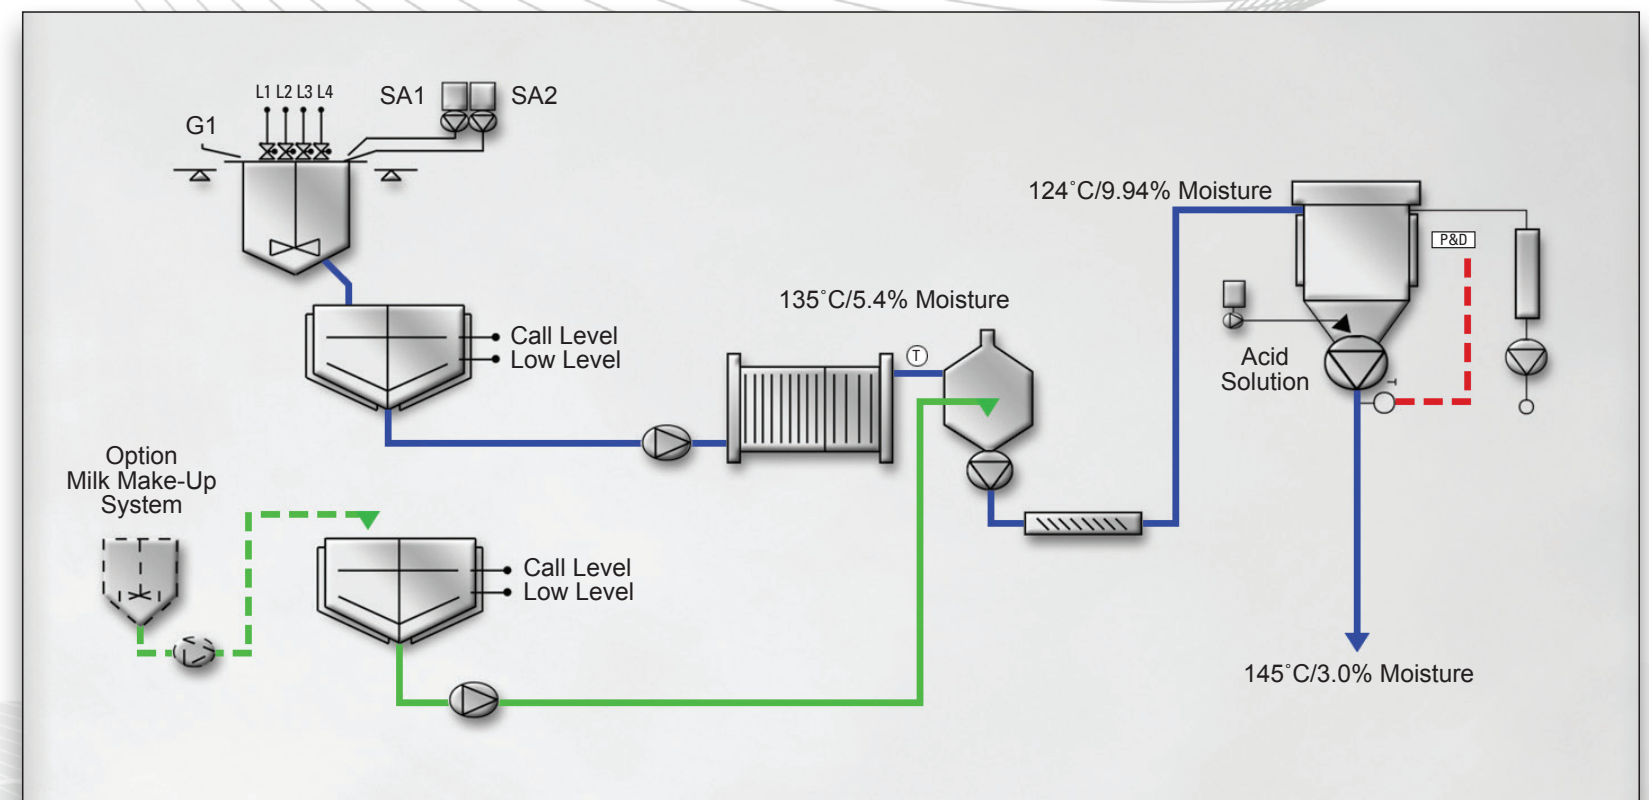 L1 L2 L3 L4
SA1
SA2
G1
124˚C/9.94% Moisture
P&D
135˚C/5.4% Moisture
Call Level
Low Level
T
Acid
Solution
T
Option
Milk Make-Up
System
Call Level
Low Level
145˚C/3.0% Moisture